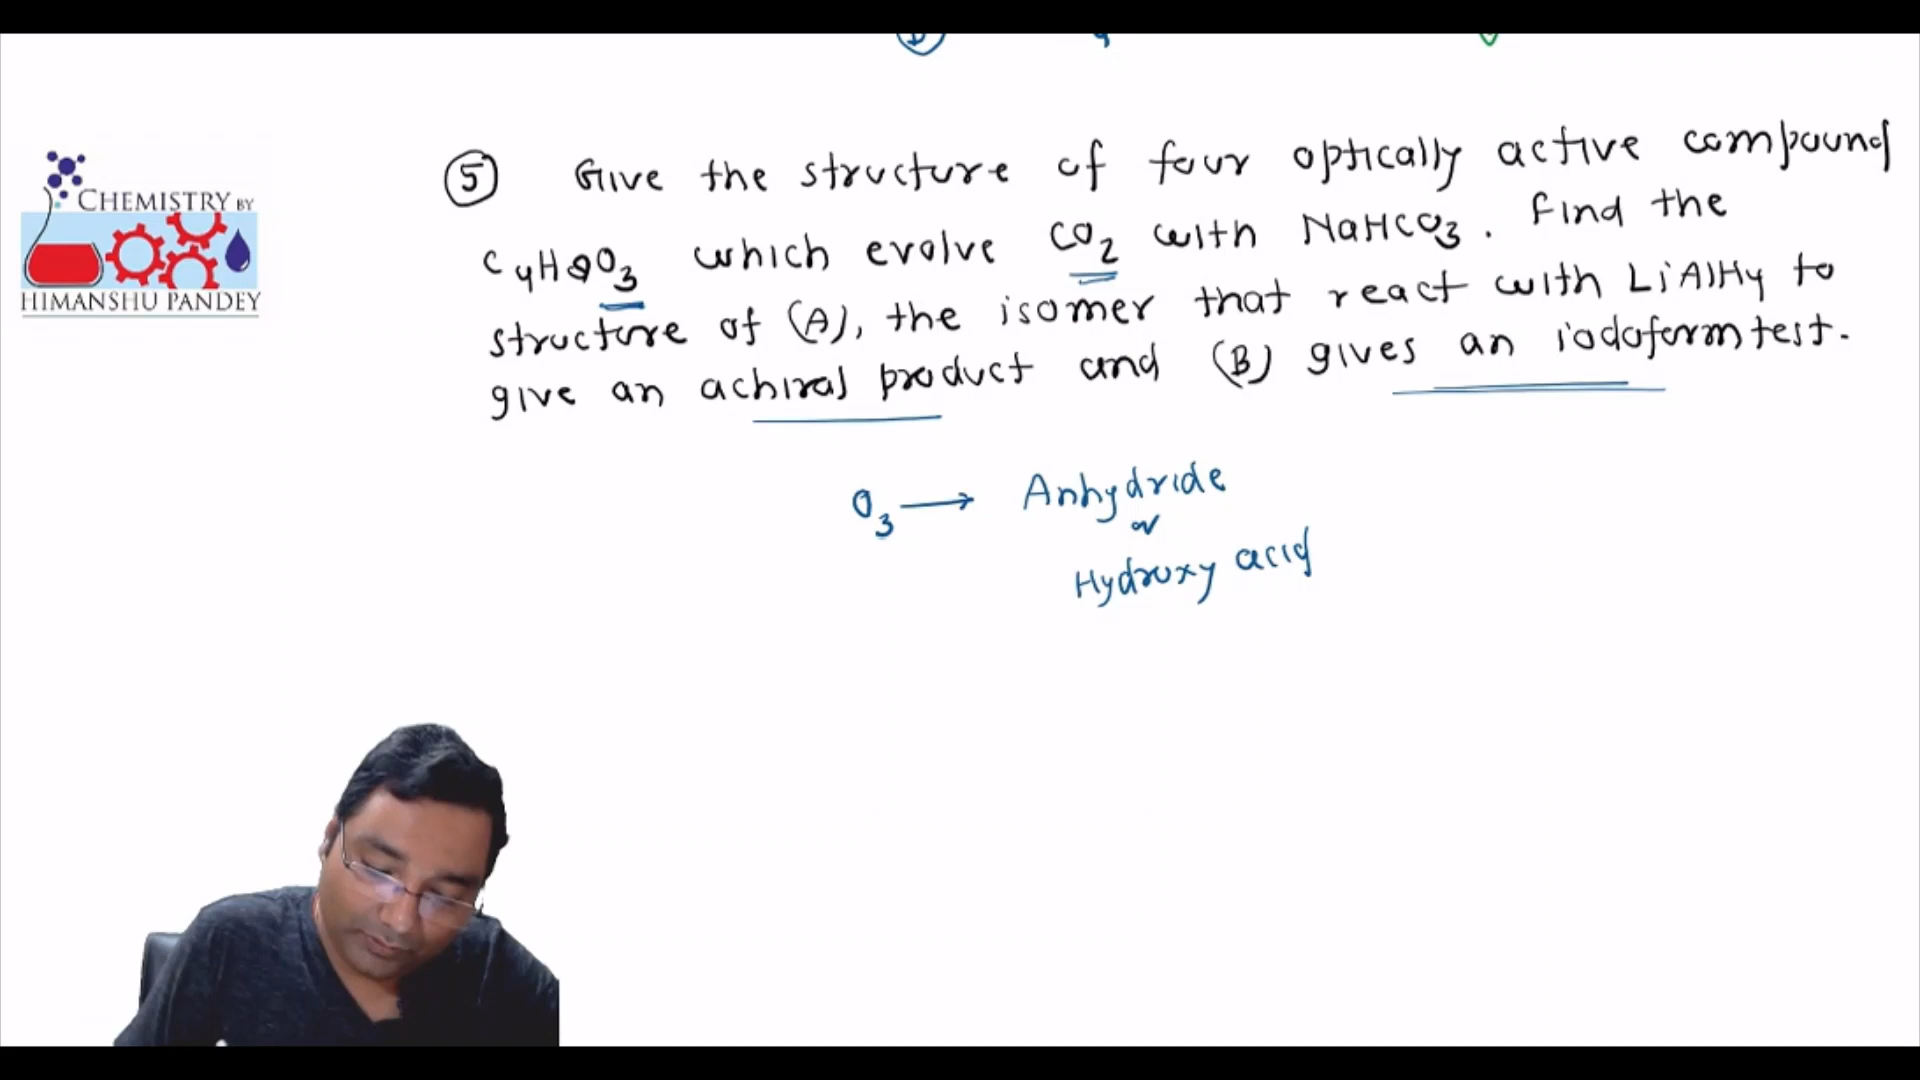 CHEMISTRY BY
HIMANSHU PANDEY
⑤ Give the structure of four optically active compound
C4H8O3 which evolve CO2 with NaHCO3. Find the
structure of (A), the isomer that react with LiAlH4 to
give an achiral product and (B) gives an iodoform test.
O3 → Anhydride
or
Hydroxy acid